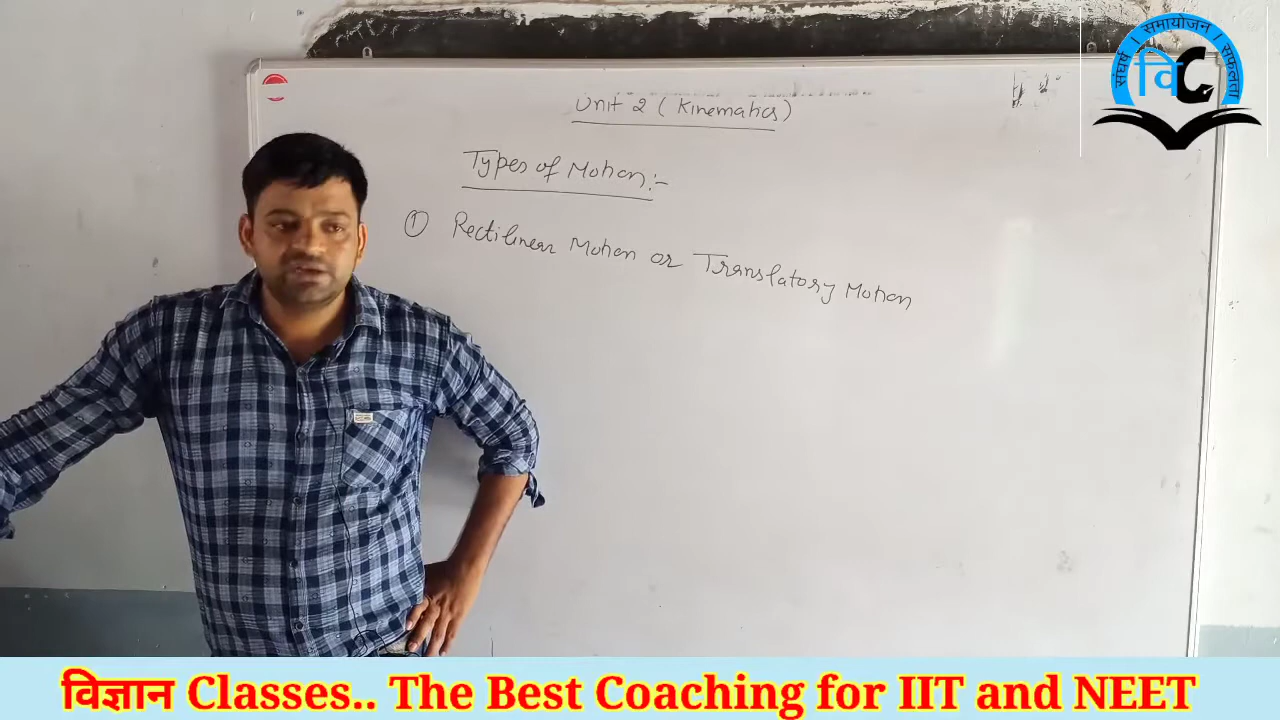 संघर्ष । समायोजन । सफलता
विC
Unit 2 ( Kinematics )
Types of Motion :-
① Rectilinear Motion or Translatory Motion
विज्ञान Classes.. The Best Coaching for IIT and NEET